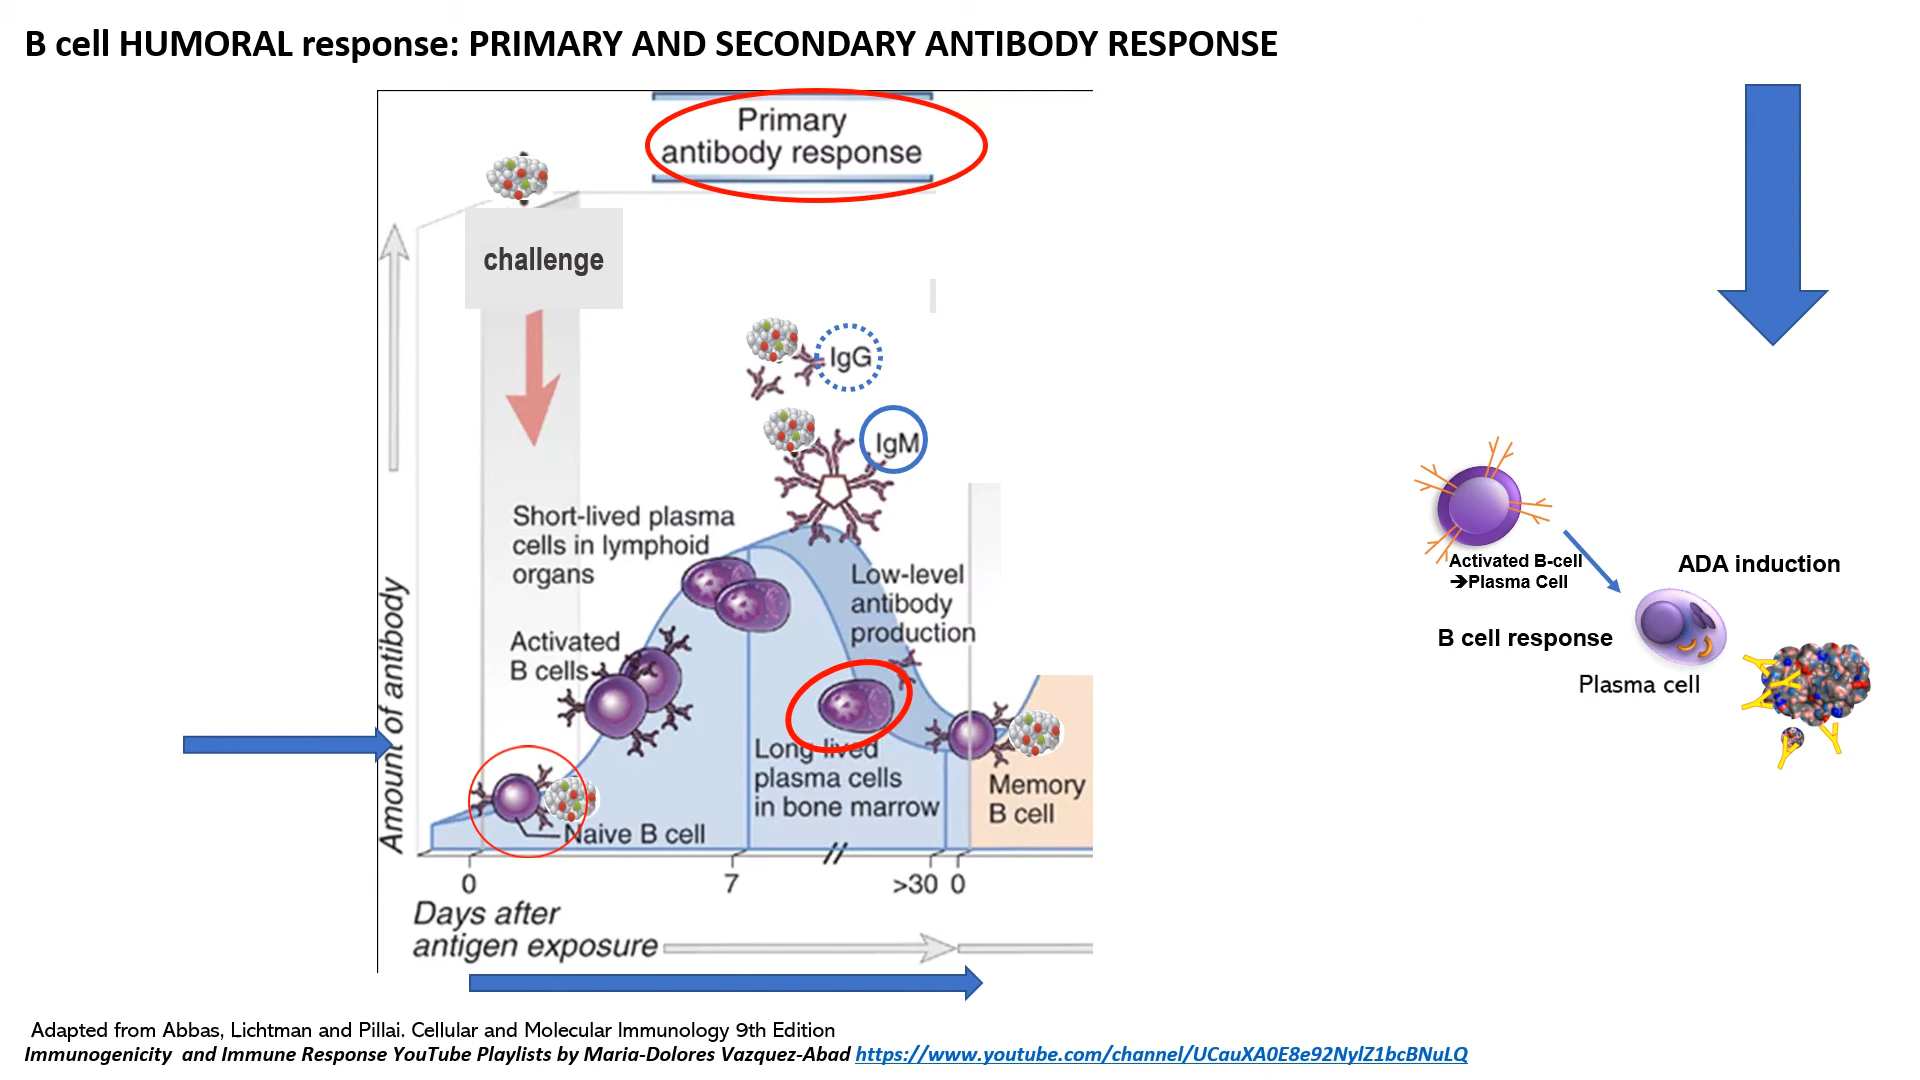 B cell HUMORAL response: PRIMARY AND SECONDARY ANTIBODY RESPONSE
Primary
antibody response
challenge
IgG
IgM
Short-lived plasma
cells in lymphoid
organs
Low-level
antibody
production
Activated
B cells
Long-lived
plasma cells
in bone marrow
Memory
B cell
Naive B cell
Amount of antibody
0
7
>30
0
Days after
antigen exposure
Activated B-cell
➔Plasma Cell
ADA induction
B cell response
Plasma cell
Adapted from Abbas, Lichtman and Pillai. Cellular and Molecular Immunology 9th Edition
Immunogenicity and Immune Response YouTube Playlists by Maria-Dolores Vazquez-Abad https://www.youtube.com/channel/UCauXA0E8e92NylZ1bcBNuLQ